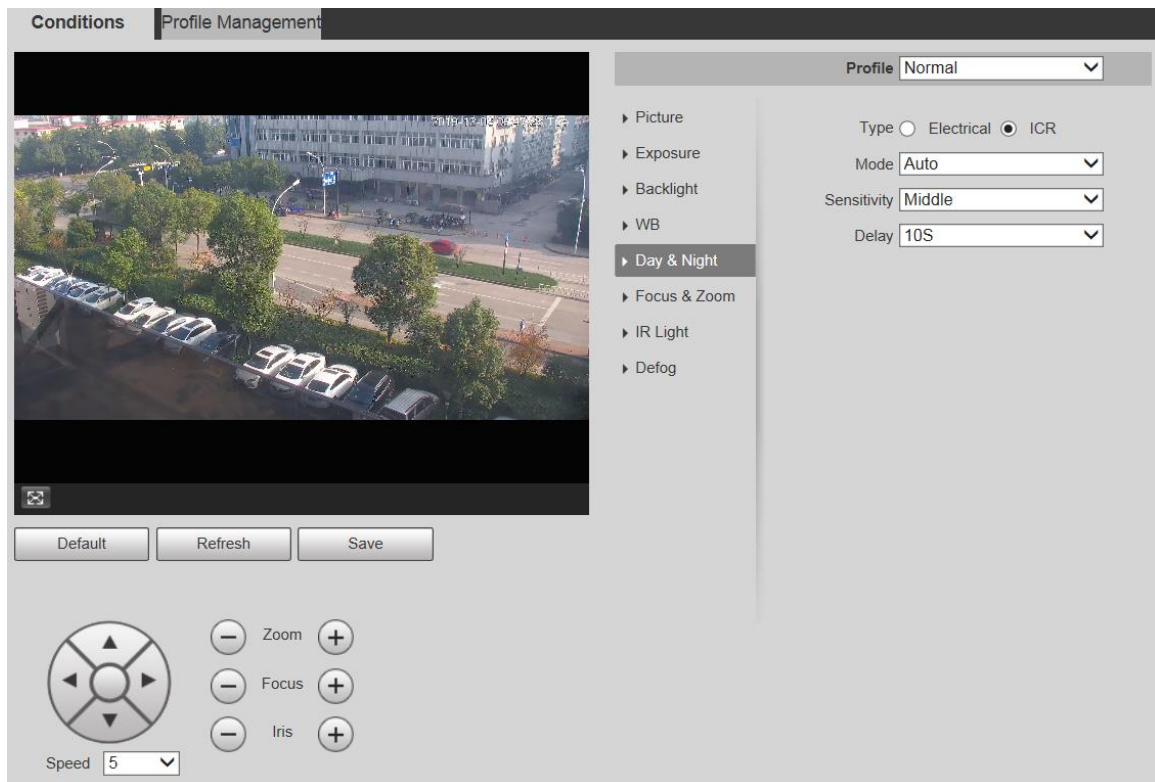 Conditions Profile Management
Profile Normal
Picture
Exposure
Backlight
WB
Day & Night
Focus & Zoom
IR Light
Defog
Type Electrical ICR
Mode Auto
Sensitivity Middle
Delay 10S
Default Refresh Save
Zoom
Focus
Iris
Speed 5